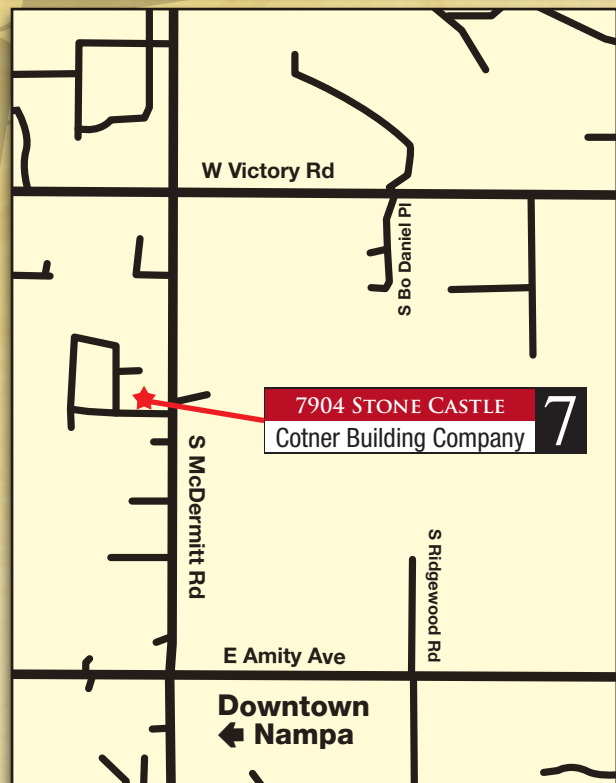 W Victory Rd
S Bo Daniel Pl
7904 STONE CASTLE
Cotner Building Company
7
S McDermitt Rd
S Ridgewood Rd
E Amity Ave
Downtown
Nampa